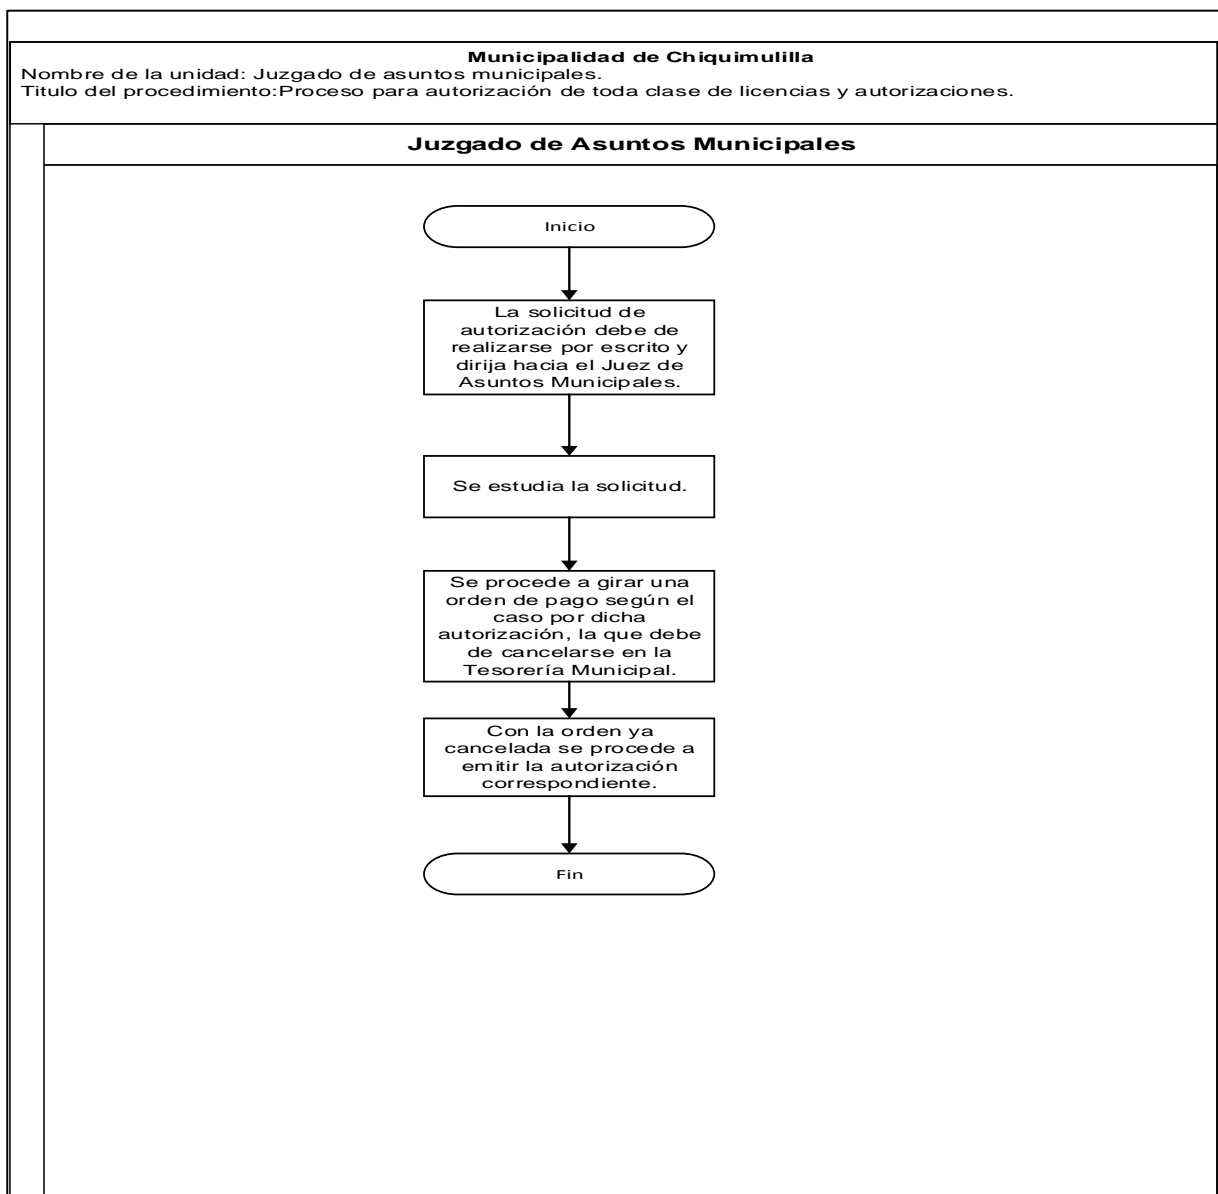 Municipalidad de Chiquimulilla
Nombre de la unidad: Juzgado de asuntos municipales.
Titulo del procedimiento:Proceso para autorización de toda clase de licencias y autorizaciones.
Juzgado de Asuntos Municipales
Inicio
La solicitud de
autorización debe de
realizarse por escrito y
dirija hacia el Juez de
Asuntos Municipales.
Se estudia la solicitud.
Se procede a girar una
orden de pago según el
caso por dicha
autorización, la que debe
de cancelarse en la
Tesorería Municipal.
Con la orden ya
cancelada se procede a
emitir la autorización
correspondiente.
Fin